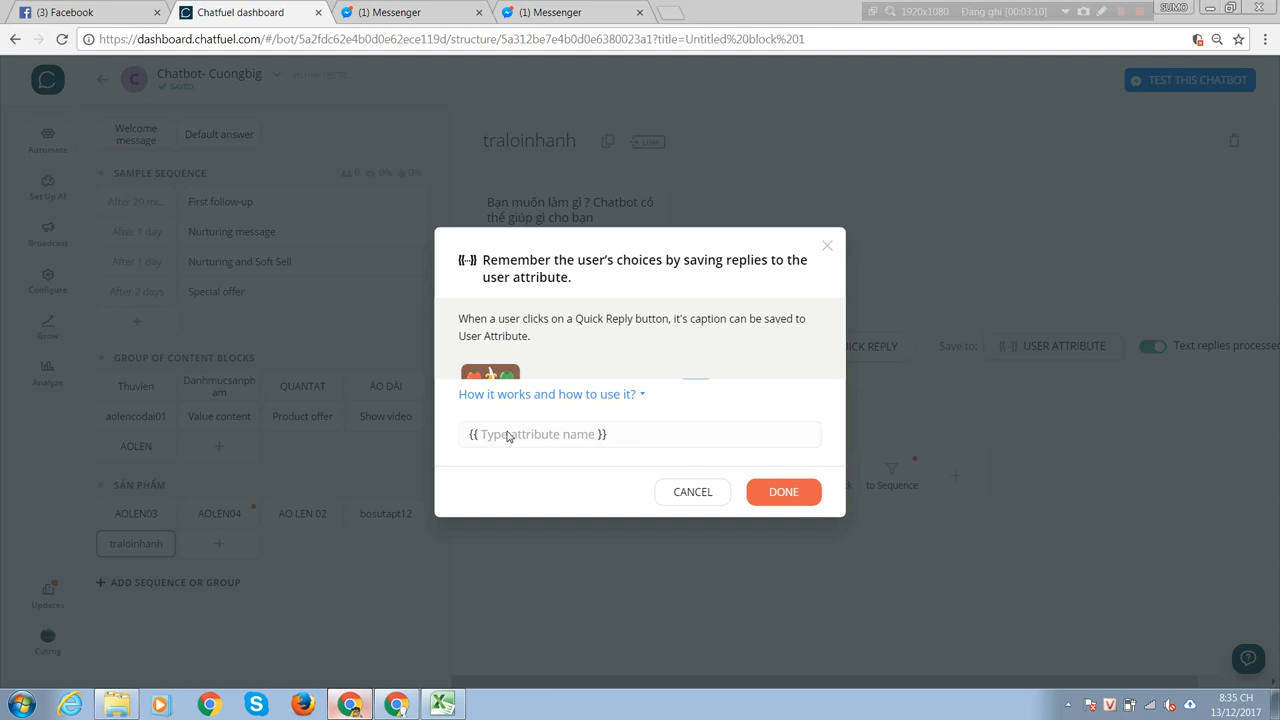 (3) Facebook
Chatfuel dashboard
(1) Messenger
(1) Messenger
1920x1080
Đang ghi [00:03:10]
SUMO
https://dashboard.chatfuel.com/#/bot/5a2fdc62e4b0d0e62ece119d/structure/5a312be7e4b0d0e6380023a1?title=Untitled%20block%201
C
Chatbot- Cuongbig
TEST THIS CHATBOT
Automate
Set Up AI
Broadcast
Configure
Grow
Analyze
Updates
Cương
Welcome message
Default answer
SAMPLE SEQUENCE
0
0%
0%
After 20 mi...
First follow-up
After 1 day
Nurturing message
After 1 day
Nurturing and Soft Sell
After 2 days
Special offer
GROUP OF CONTENT BLOCKS
Thuvien
Danhmucsanpham
QUANTAT
ÁO DÀI
aolencodai01
Value content
Product offer
Show video
AOLEN
SẢN PHẨM
AOLEN03
AOLEN04
AO LEN 02
bosutapt12
traloinhanh
ADD SEQUENCE OR GROUP
traloinhanh
LINK
Bạn muốn làm gì ? Chatbot có
thể giúp gì cho bạn
{{...}} Remember the user's choices by saving replies to the
user attribute.
When a user clicks on a Quick Reply button, it's caption can be saved to
User Attribute.
How it works and how to use it?
{{ Type attribute name }}
CANCEL
DONE
ICK REPLY
Save to:
USER ATTRIBUTE
Text replies processed
to Sequence
8:35 CH
13/12/2017